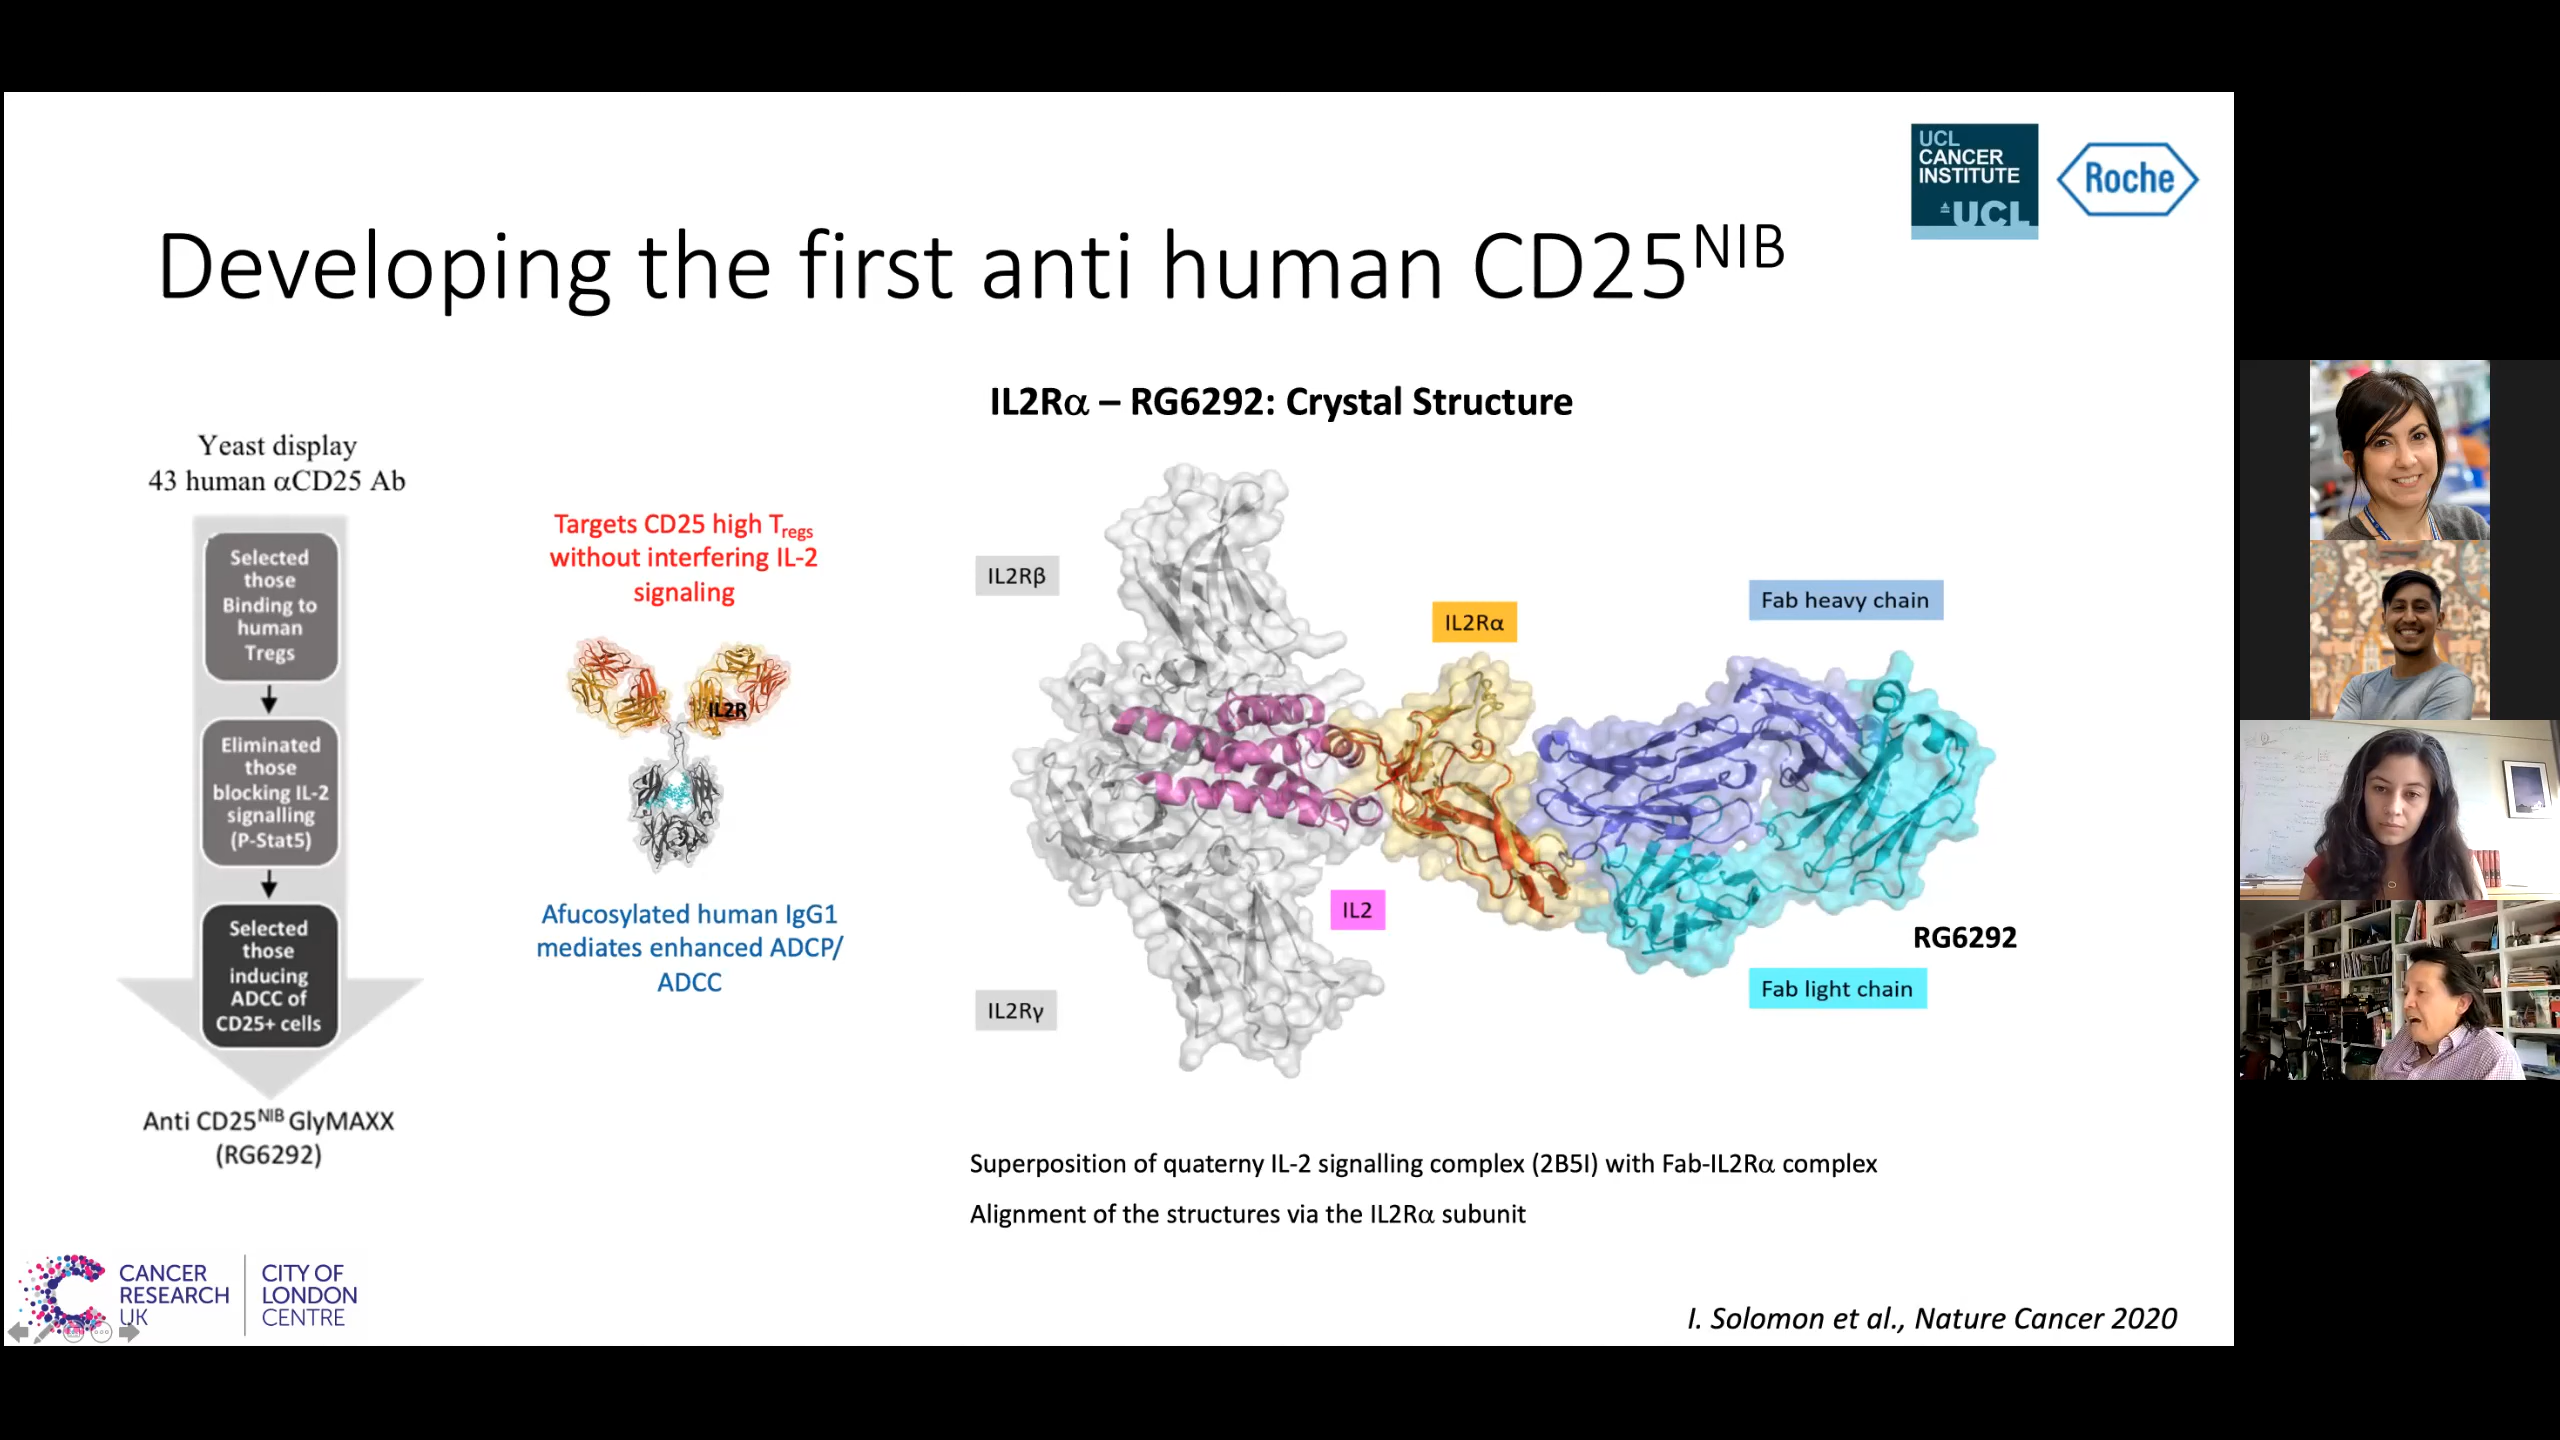 UCL
CANCER
INSTITUTE
UCL
Roche
Developing the first anti human CD25NIB
IL2Rα – RG6292: Crystal Structure
Yeast display
43 human αCD25 Ab
Selected
those
Binding to
human
Tregs
Eliminated
those
blocking IL-2
signalling
(P-Stat5)
Selected
those
inducing
ADCC of
CD25+ cells
Anti CD25NIB GlyMAXX
(RG6292)
Targets CD25 high Tregs
without interfering IL-2
signaling
IL2R
Afucosylated human IgG1
mediates enhanced ADCP/
ADCC
IL2Rβ
IL2Rα
Fab heavy chain
IL2
RG6292
Fab light chain
IL2Rγ
Superposition of quaterny IL-2 signalling complex (2B5I) with Fab-IL2Rα complex
Alignment of the structures via the IL2Rα subunit
CANCER
RESEARCH
UK
CITY OF
LONDON
CENTRE
I. Solomon et al., Nature Cancer 2020